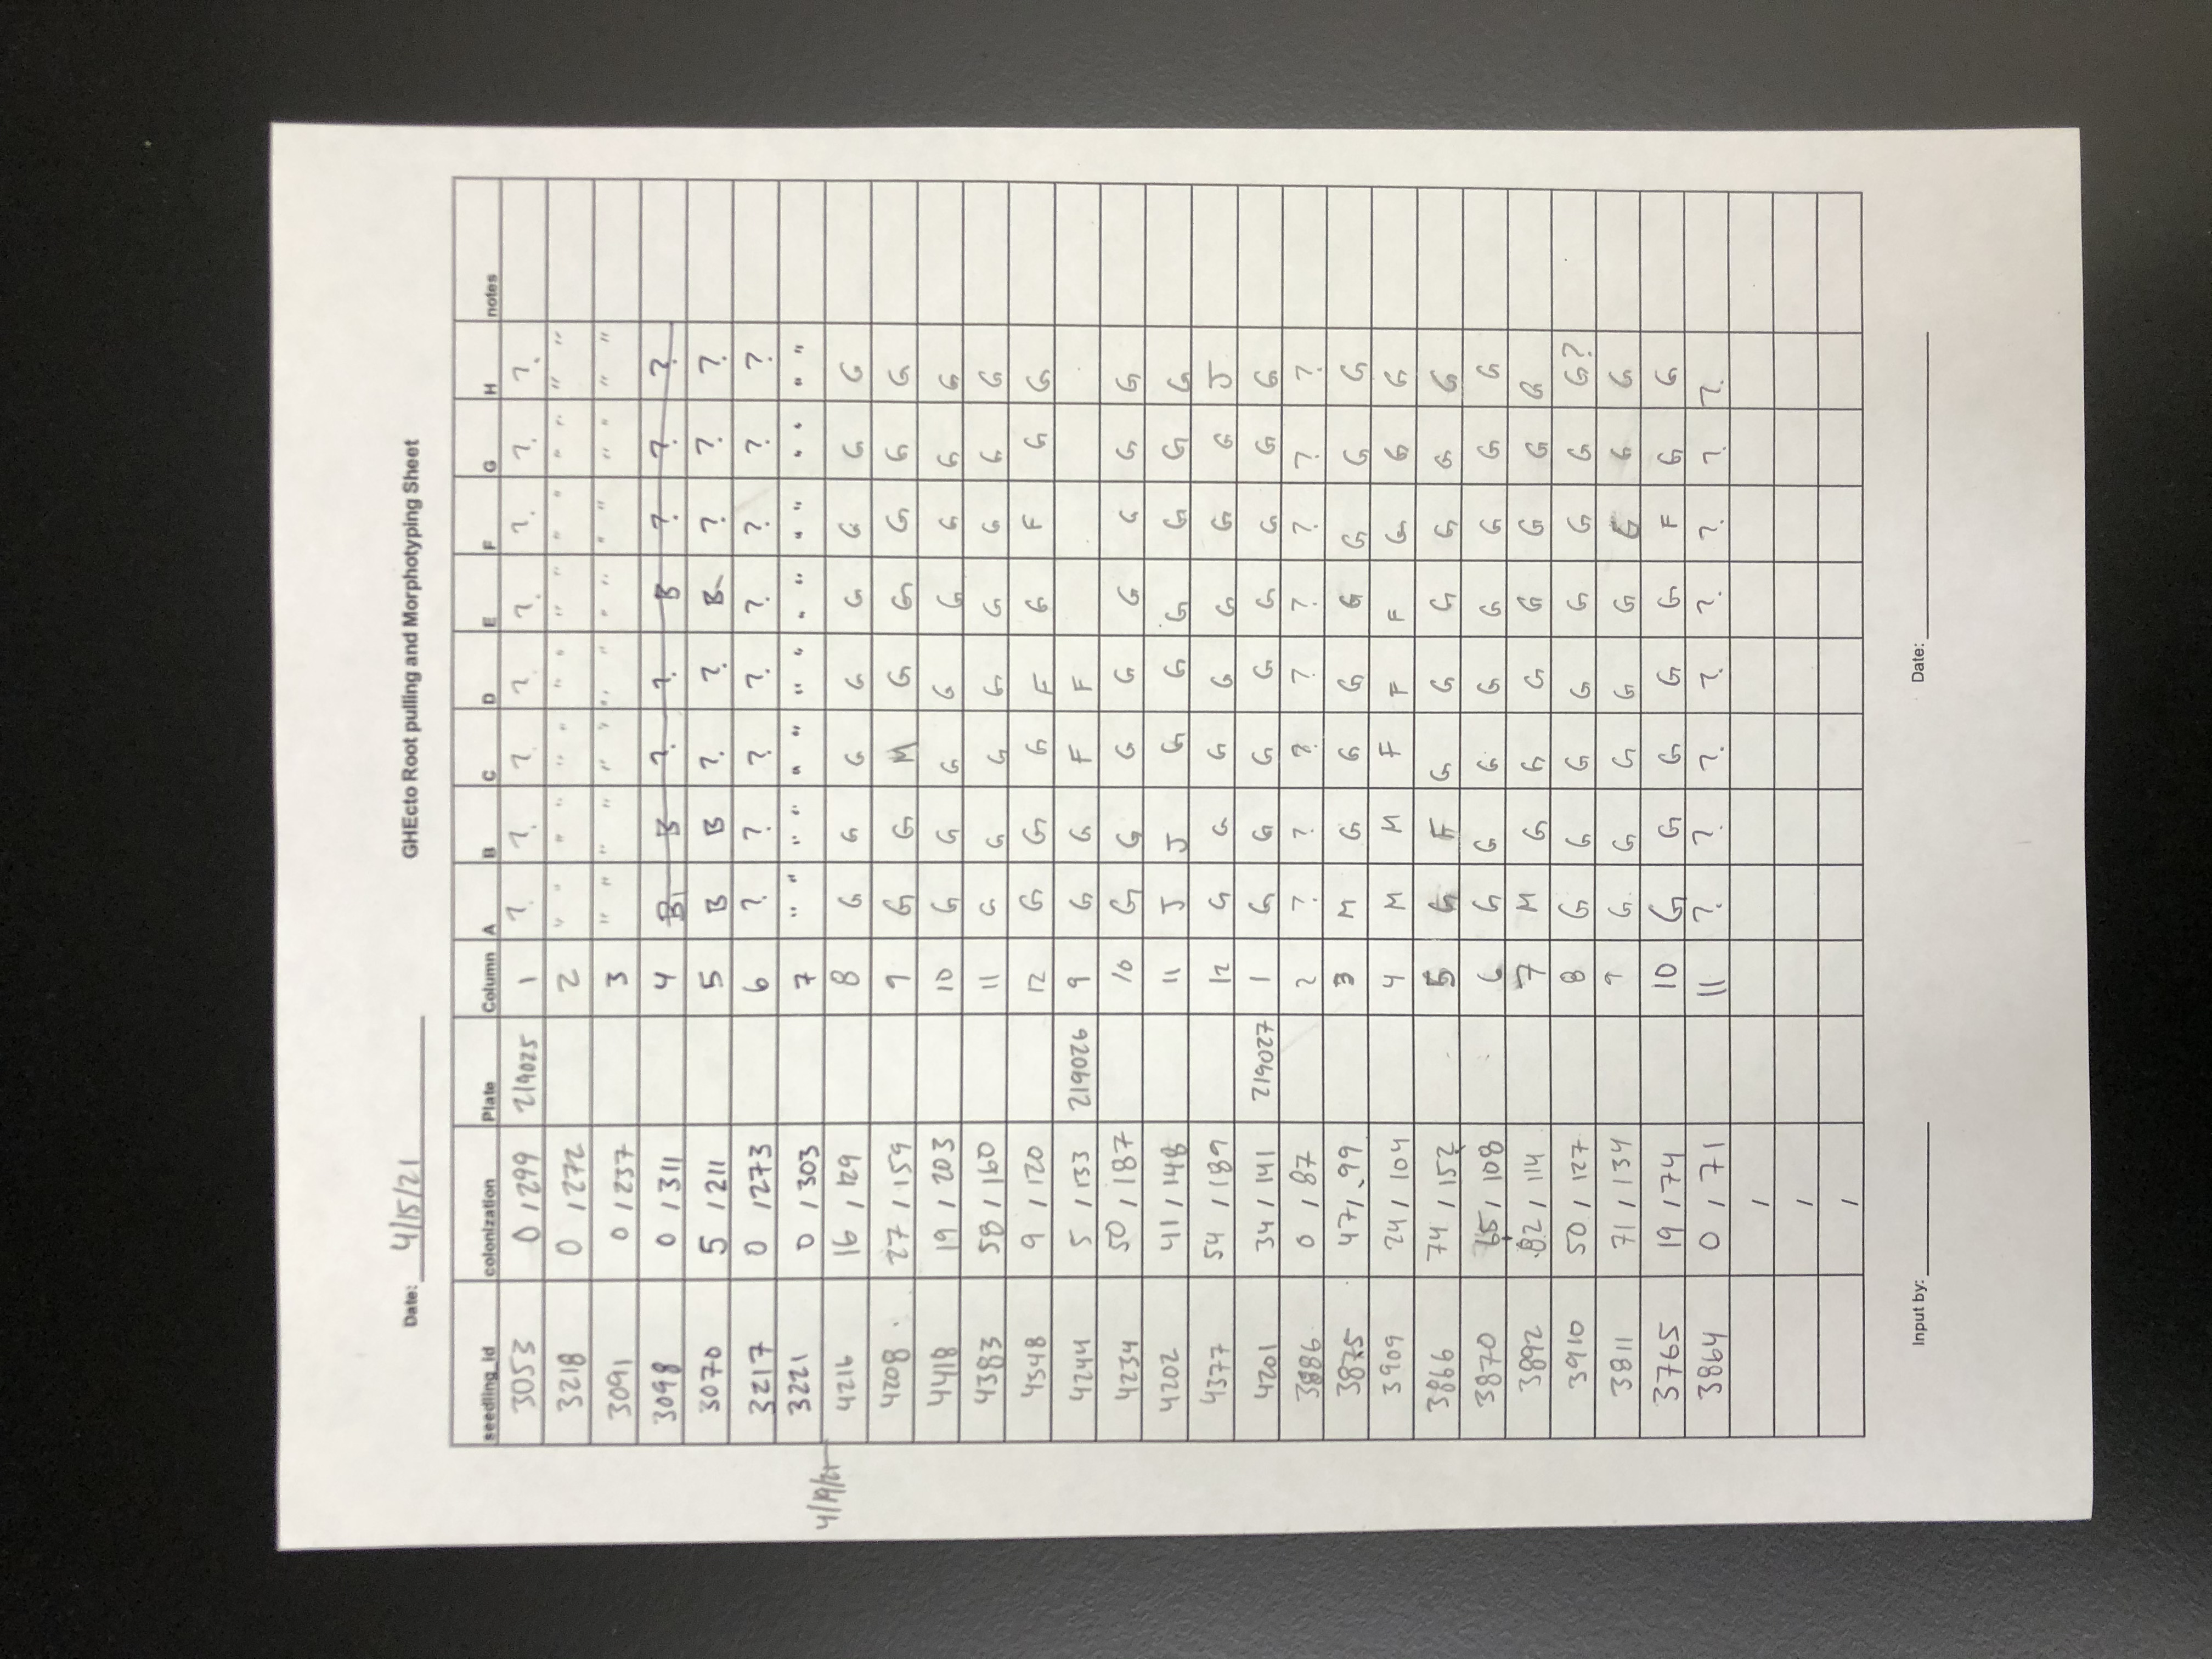 Date: 4/15/21 GHEcto Root pulling and Morphotyping Sheet
seedling_id colonization Plate Column A B C D E F G H notes
3053 0 / 299 219025 1 ? ? ? ? ? ? ? ?
3218 0 / 272 2 " " " " " " " " " " " " " " " "
3091 0 / 237 3 " " " " " " " " " " " " " " " "
3098 0 / 311 4 B B ? ? B ? ? ?
3070 5 / 211 5 B B ? ? B ? ? ?
3217 0 / 273 6 ? ? ? ? ? ? ? ?
3221 0 / 303 7 " " " " " " " " " " " " " " " "
4/19/21
4216 16 / 129 8 G G G G G G G G
4208 27 / 159 9 G G M G G G G G
4418 19 / 203 10 G G G G G G G G
4383 58 / 160 11 G G G G G G G G
4548 9 / 120 12 G G G F G F G G
4244 5 / 133 219026 9 G G F F
4234 50 / 187 10 G G G G G G G G
4202 41 / 148 11 J J G G G G G G
4377 54 / 189 12 G G G G G G G J
4201 34 / 141 219027 1 G G G G G G G G
3886 0 / 87 2 ? ? ? ? ? ? ? ?
3875 47 / 99 3 M G G G G G G G
3909 24 / 104 4 M M F F F G G G
3866 74 / 152 5 G F G G G G G G
3870 65 / 108 6 G G G G G G G G
3892 82 / 114 7 M G G G G G G G
3910 50 / 127 8 G G G G G G G G?
3811 71 / 134 9 G G G G G G G G
3765 19 / 74 10 G G G G G F G G
3864 0 / 71 11 ? ? ? ? ? ? ? ?
/
/
/
Input by: Date: